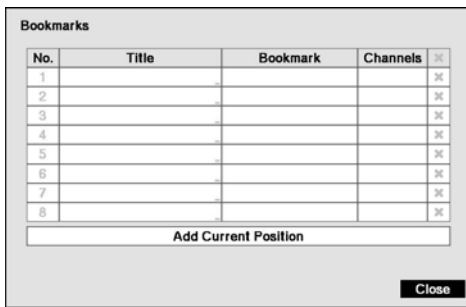 Bookmarks
No. Title Bookmark Channels ×
1 ×
2 ×
3 ×
4 ×
5 ×
6 ×
7 ×
8 ×
Add Current Position
Close